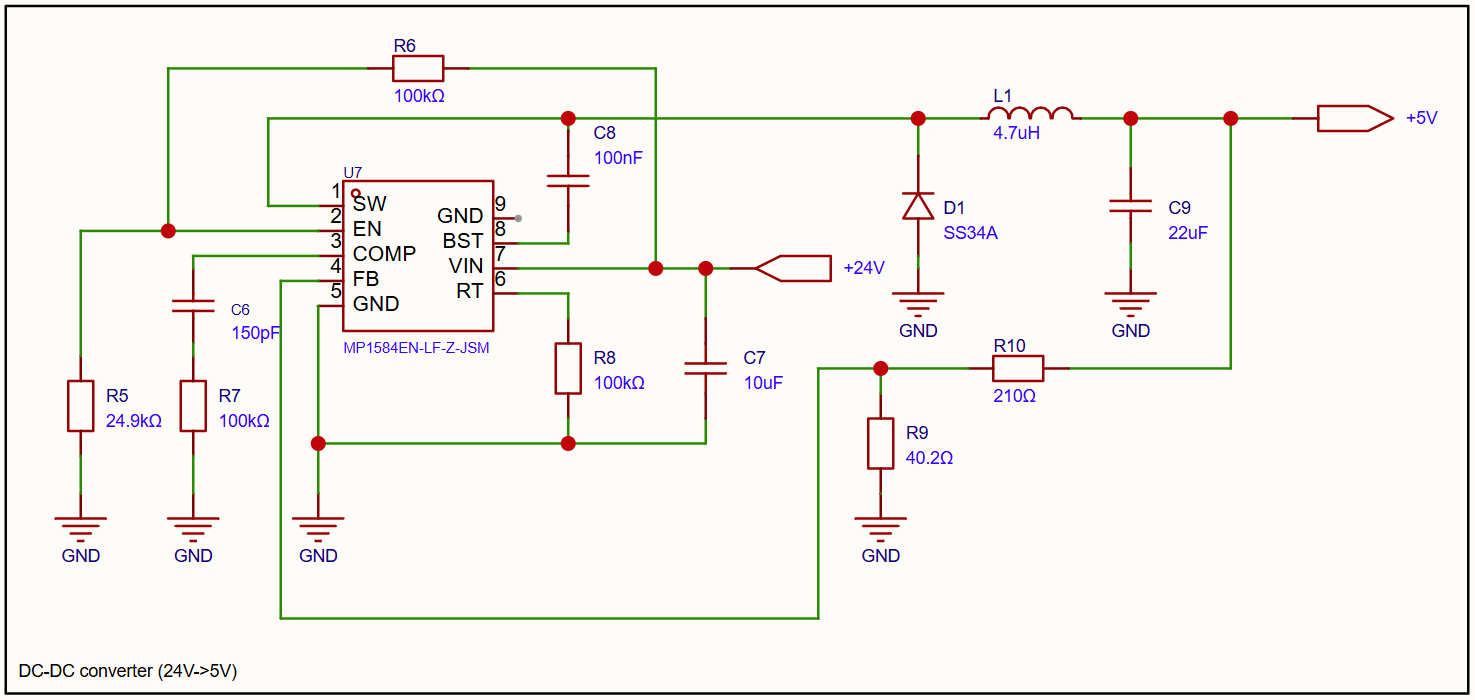 R6
100kΩ
L1
4.7uH
+5V
C8
100nF
U7
1
SW
2
EN
3
COMP
4
FB
5
GND
9
GND
8
BST
7
VIN
6
RT
MP1584EN-LF-Z-JSM
+24V
D1
SS34A
GND
C9
22uF
GND
C6
150pF
R5
24.9kΩ
R7
100kΩ
R8
100kΩ
C7
10uF
R10
210Ω
R9
40.2Ω
GND
GND
GND
GND
DC-DC converter (24V->5V)